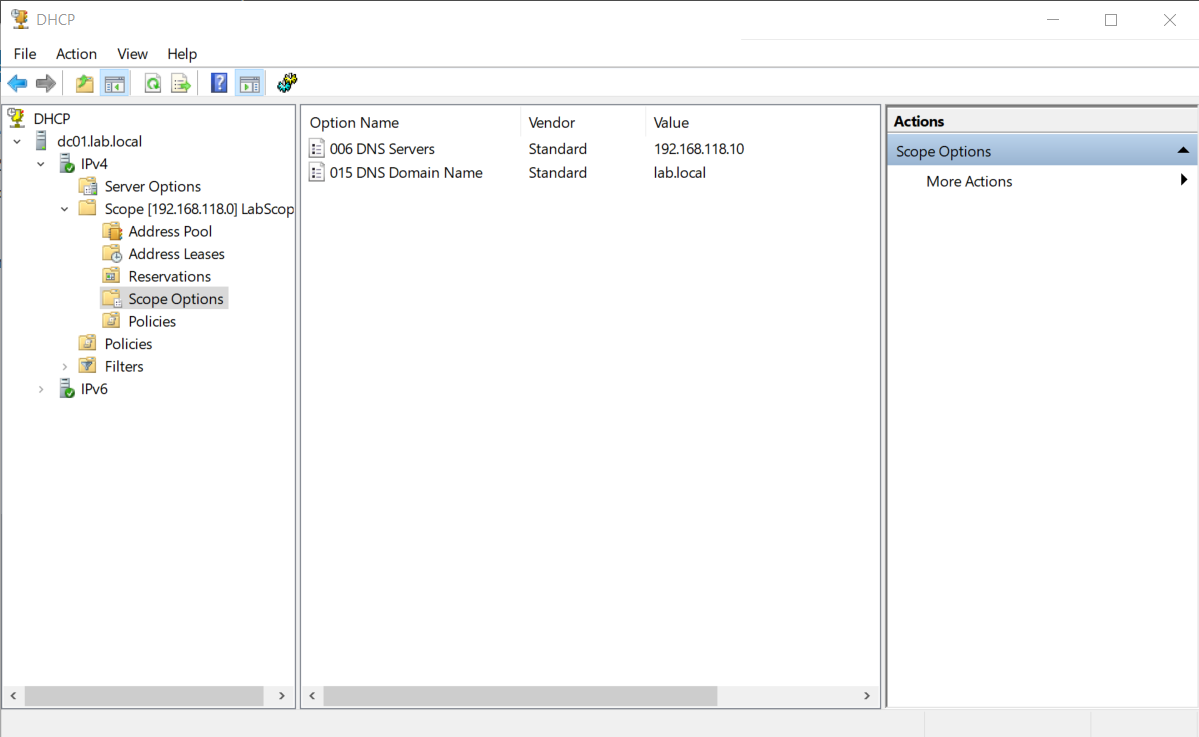 DHCP
File Action View Help
DHCP
dc01.lab.local
IPv4
Server Options
Scope [192.168.118.0] LabScop
Address Pool
Address Leases
Reservations
Scope Options
Policies
Policies
Filters
IPv6
Option Name Vendor Value
006 DNS Servers Standard 192.168.118.10
015 DNS Domain Name Standard lab.local
Actions
Scope Options
More Actions